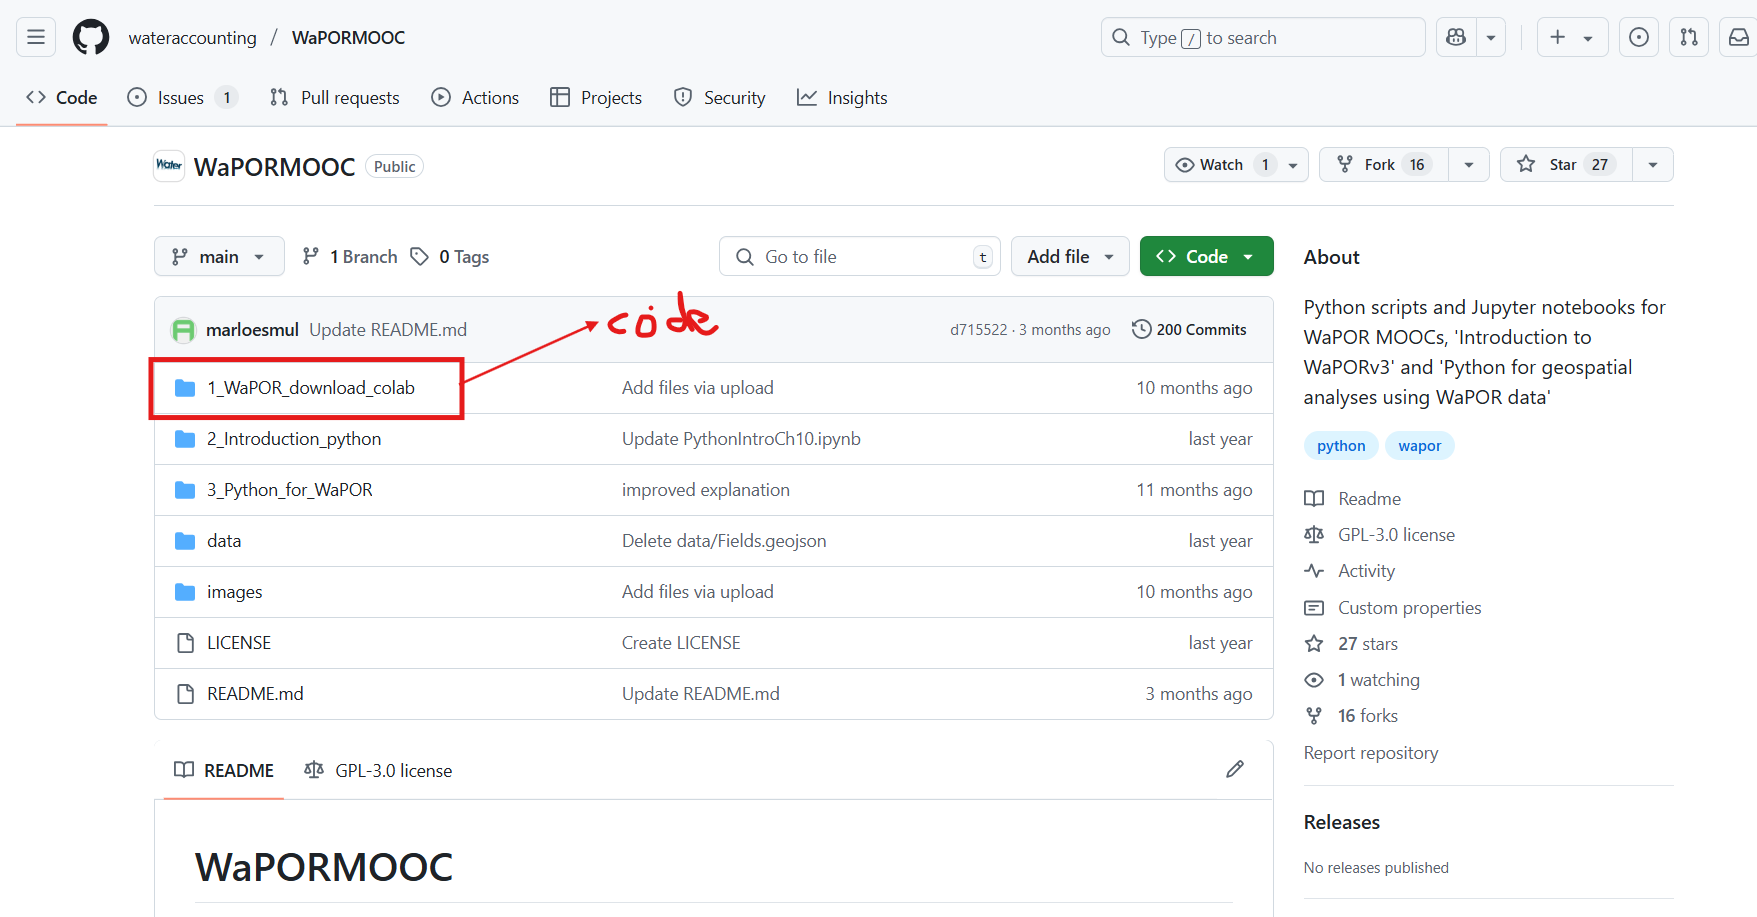 wateraccounting / WaPORMOOC
Type / to search
Code Issues 1 Pull requests Actions Projects Security Insights
Water
WaPORMOOC Public
Watch 1 Fork 16 Star 27
main 1 Branch 0 Tags Go to file t Add file Code
marloesmul Update README.md d715522 · 3 months ago 200 Commits
code
1_WaPOR_download_colab Add files via upload 10 months ago
2_Introduction_python Update PythonIntroCh10.ipynb last year
3_Python_for_WaPOR improved explanation 11 months ago
data Delete data/Fields.geojson last year
images Add files via upload 10 months ago
LICENSE Create LICENSE last year
README.md Update README.md 3 months ago
README GPL-3.0 license
WaPORMOOC
About
Python scripts and Jupyter notebooks for
WaPOR MOOCs, 'Introduction to
WaPORv3' and 'Python for geospatial
analyses using WaPOR data'
python wapor
Readme
GPL-3.0 license
Activity
Custom properties
27 stars
1 watching
16 forks
Report repository
Releases
No releases published